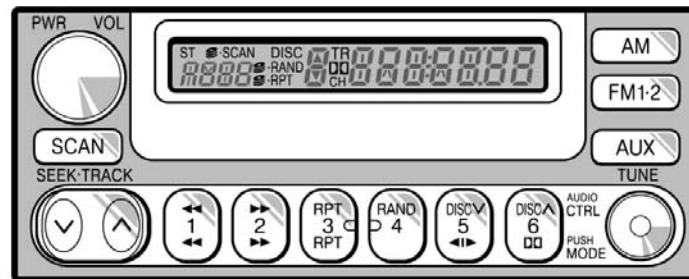 PWR VOL
ST SCAN DISC TR
RAND
RPT CH
AM
FM1·2
SCAN
AUX
SEEK·TRACK
TUNE
1
2
RPT 3 RPT
RAND 4
DISC 5
DISC 6
AUDIO CTRL
PUSH MODE